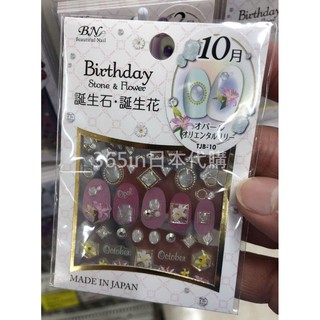 BN
Beautiful Nail
10月
Birthday
Stone & Flower
誕生石・誕生花
オパール
オリエンタルリリー
TJB-10
365in日本代購
Opal
October
October
MADE IN JAPAN